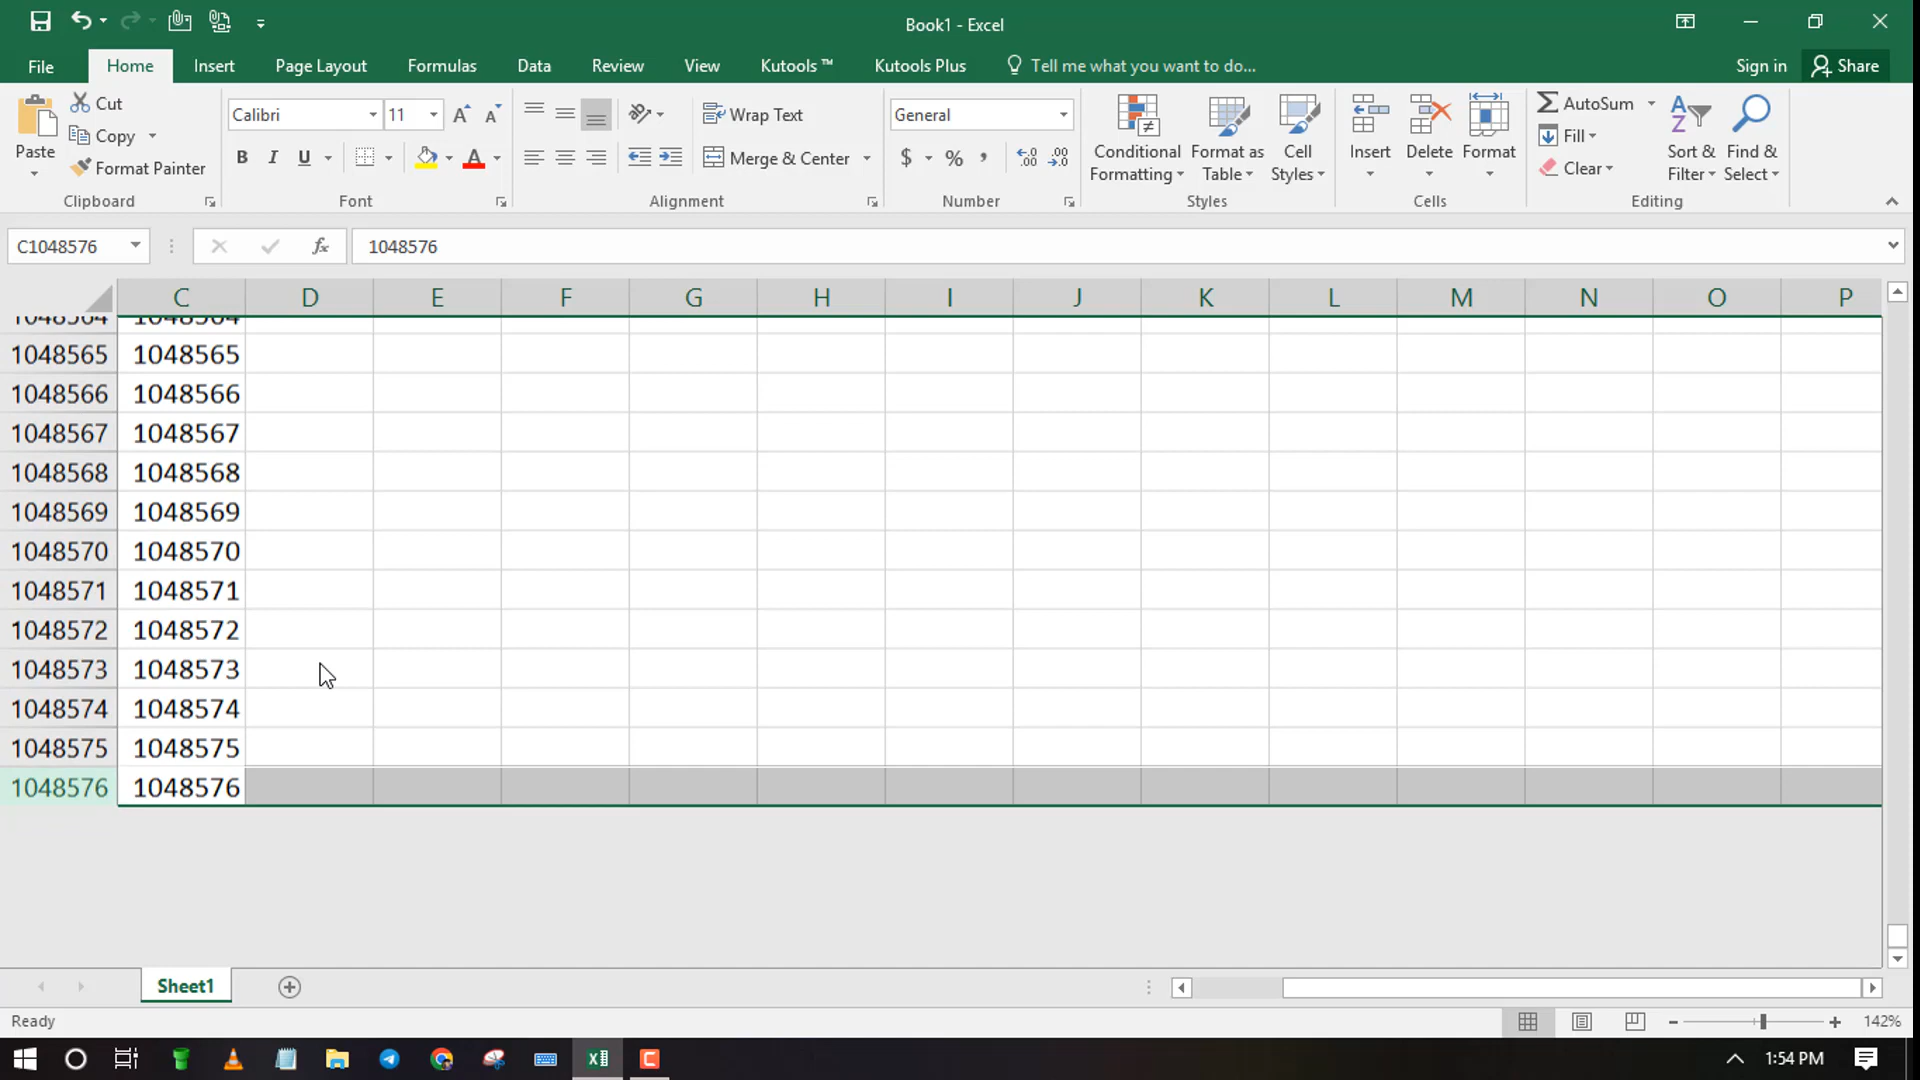 Book1 - Excel
File Home Insert Page Layout Formulas Data Review View Kutools ™ Kutools Plus Tell me what you want to do... Sign in Share
Paste
Cut
Copy
Format Painter
Clipboard
Calibri 11
B I U A
Font
Wrap Text
Merge & Center
Alignment
General
$ % ,
Number
Conditional Formatting
Format as Table
Cell Styles
Styles
Insert
Delete
Format
Cells
AutoSum
Fill
Clear
Sort & Filter
Find & Select
Editing
C1048576 fx 1048576
C D E F G H I J K L M N O P
1048564 1048564
1048565 1048565
1048566 1048566
1048567 1048567
1048568 1048568
1048569 1048569
1048570 1048570
1048571 1048571
1048572 1048572
1048573 1048573
1048574 1048574
1048575 1048575
1048576 1048576
Sheet1
Ready 142%
1:54 PM